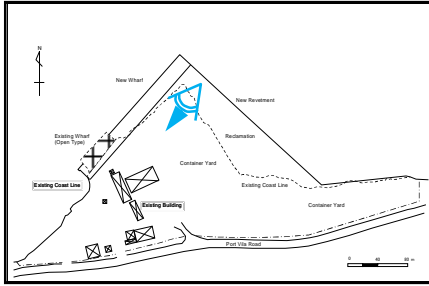 N
New Wharf
New Revetment
Existing Wharf
(Open Type)
Reclamation
Container Yard
Existing Coast Line
Existing Coast Line
Container Yard
Existing Building
Port Vila Road
0 40 80 m